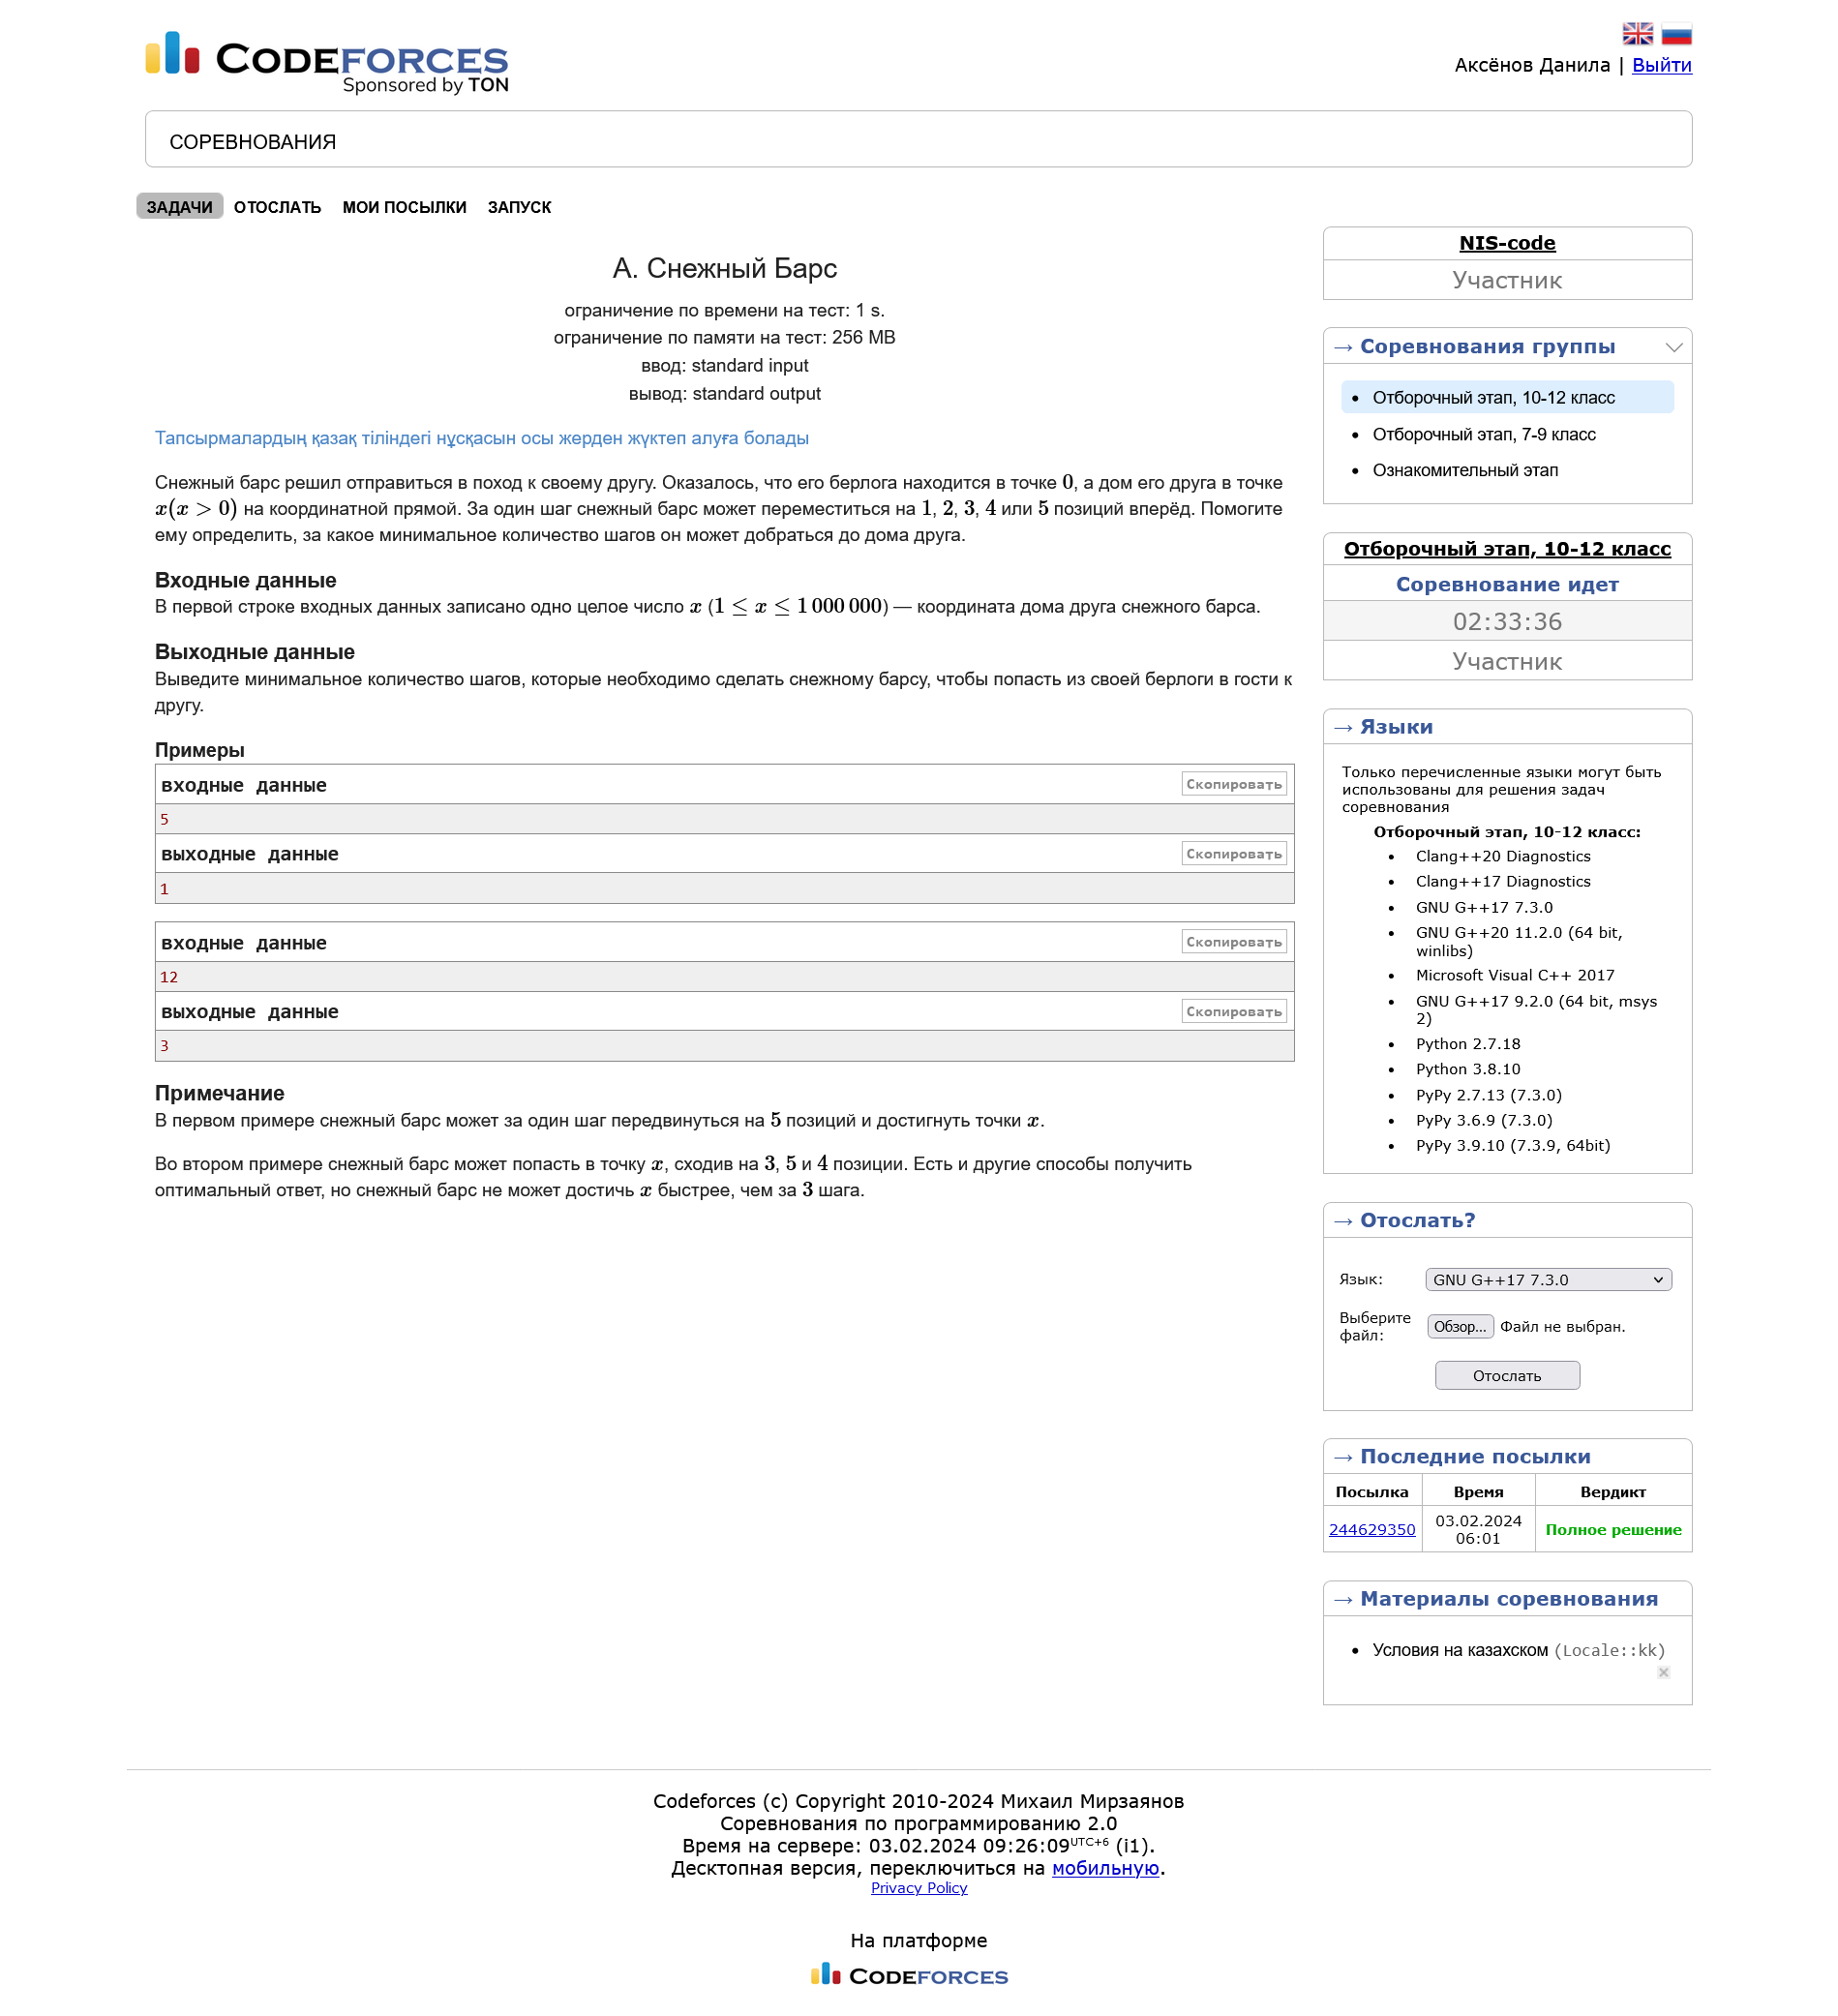 CODEFORCES
Sponsored by TON
Аксёнов Данила | Выйти
СОРЕВНОВАНИЯ
ЗАДАЧИ ОТОСЛАТЬ МОИ ПОСЫЛКИ ЗАПУСК
A. Снежный Барс
ограничение по времени на тест: 1 s.
ограничение по памяти на тест: 256 MB
ввод: standard input
вывод: standard output
Тапсырмалардың қазақ тіліндегі нұсқасын осы жерден жүктеп алуға болады
Снежный барс решил отправиться в поход к своему другу. Оказалось, что его берлога находится в точке 0, а дом его друга в точке
x(x > 0) на координатной прямой. За один шаг снежный барс может переместиться на 1, 2, 3, 4 или 5 позиций вперёд. Помогите
ему определить, за какое минимальное количество шагов он может добраться до дома друга.
Входные данные
В первой строке входных данных записано одно целое число x (1 ≤ x ≤ 1 000 000) — координата дома друга снежного барса.
Выходные данные
Выведите минимальное количество шагов, которые необходимо сделать снежному барсу, чтобы попасть из своей берлоги в гости к
другу.
Примеры
входные данные Скопировать
5
выходные данные Скопировать
1
входные данные Скопировать
12
выходные данные Скопировать
3
Примечание
В первом примере снежный барс может за один шаг передвинуться на 5 позиций и достигнуть точки x.
Во втором примере снежный барс может попасть в точку x, сходив на 3, 5 и 4 позиции. Есть и другие способы получить
оптимальный ответ, но снежный барс не может достичь x быстрее, чем за 3 шага.
NIS-code
Участник
→ Соревнования группы
• Отборочный этап, 10-12 класс
• Отборочный этап, 7-9 класс
• Ознакомительный этап
Отборочный этап, 10-12 класс
Соревнование идет
02:33:36
Участник
→ Языки
Только перечисленные языки могут быть
использованы для решения задач
соревнования
Отборочный этап, 10-12 класс:
• Clang++20 Diagnostics
• Clang++17 Diagnostics
• GNU G++17 7.3.0
• GNU G++20 11.2.0 (64 bit,
winlibs)
• Microsoft Visual C++ 2017
• GNU G++17 9.2.0 (64 bit, msys
2)
• Python 2.7.18
• Python 3.8.10
• PyPy 2.7.13 (7.3.0)
• PyPy 3.6.9 (7.3.0)
• PyPy 3.9.10 (7.3.9, 64bit)
→ Отослать?
Язык: GNU G++17 7.3.0
Выберите
файл: Обзор... Файл не выбран.
Отослать
→ Последние посылки
Посылка Время Вердикт
244629350 03.02.2024
06:01 Полное решение
→ Материалы соревнования
• Условия на казахском (Locale::kk)
Codeforces (c) Copyright 2010-2024 Михаил Мирзаянов
Соревнования по программированию 2.0
Время на сервере: 03.02.2024 09:26:09UTC+6 (i1).
Десктопная версия, переключиться на мобильную.
Privacy Policy
На платформе
CODEFORCES